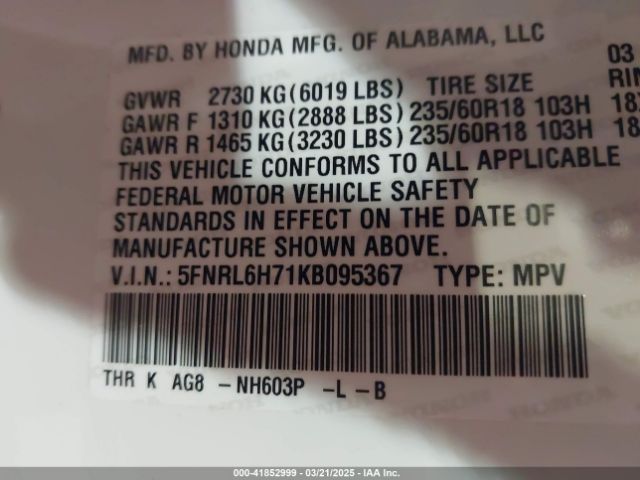 MFD. BY HONDA MFG. OF ALABAMA, LLC 03
GVWR 2730 KG(6019 LBS) TIRE SIZE RIN
GAWR F 1310 KG(2888 LBS)235/60R18 103H 18
GAWR R 1465 KG(3230 LBS)235/60R18 103H 18
THIS VEHICLE CONFORMS TO ALL APPLICABLE
FEDERAL MOTOR VEHICLE SAFETY
STANDARDS IN EFFECT ON THE DATE OF
MANUFACTURE SHOWN ABOVE.
V.I.N.: 5FNRL6H71KB095367 TYPE: MPV
THR K AG8 -NH603P -L -B
000-41852999 - 03/21/2025 - IAA Inc.